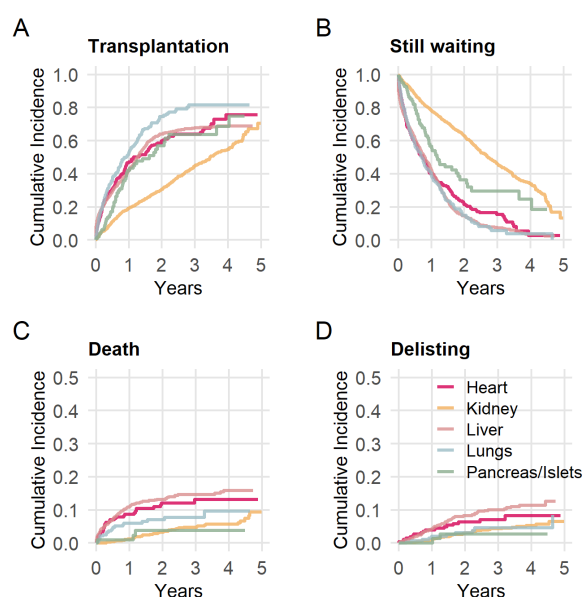 A
Transplantation
Cumulative Incidence
1.0
0.8
0.6
0.4
0.2
0.0
0 1 2 3 4 5
Years
B
Still waiting
Cumulative Incidence
1.0
0.8
0.6
0.4
0.2
0.0
0 1 2 3 4 5
Years
C
Death
Cumulative Incidence
0.5
0.4
0.3
0.2
0.1
0.0
0 1 2 3 4 5
Years
D
Delisting
Cumulative Incidence
0.5
0.4
0.3
0.2
0.1
0.0
Heart
Kidney
Liver
Lungs
Pancreas/Islets
0 1 2 3 4 5
Years